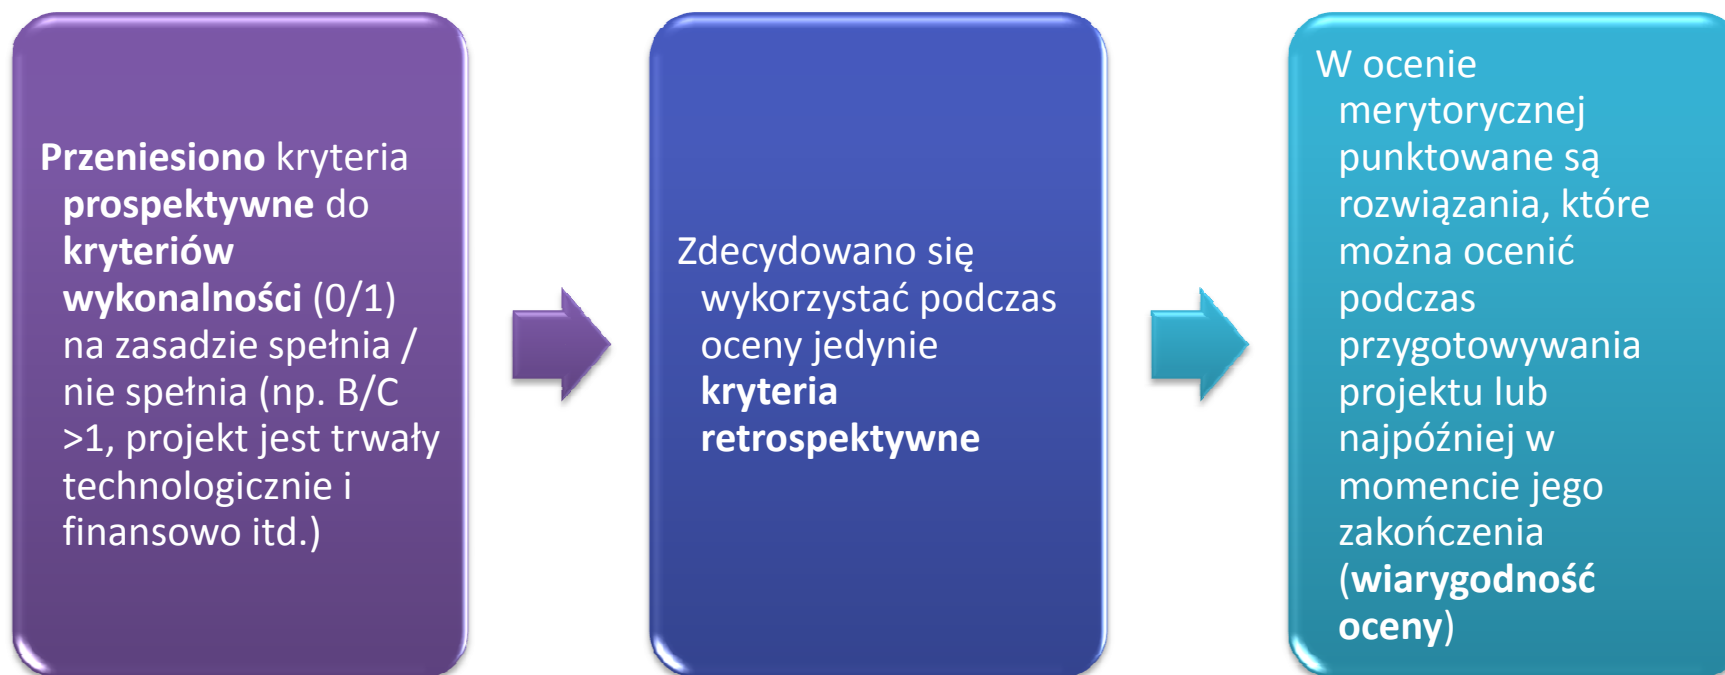 Przeniesiono kryteria
prospektywne do
kryteriów
wykonalności (0/1)
na zasadzie spełnia /
nie spełnia (np. B/C
>1, projekt jest trwały
technologicznie i
finansowo itd.)
Zdecydowano się
wykorzystać podczas
oceny jedynie
kryteria
retrospektywne
W ocenie
merytorycznej
punktowane są
rozwiązania, które
można ocenić
podczas
przygotowywania
projektu lub
najpóźniej w
momencie jego
zakończenia
(wiarygodność
oceny)